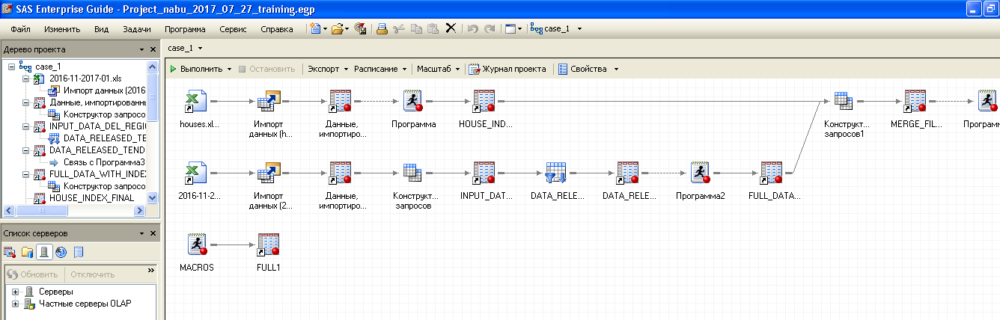 SAS Enterprise Guide - Project_nabu_2017_07_27_training.egp
Файл Изменить Вид Задачи Программа Сервис Справка case_1
Дерево проекта
case_1
2016-11-2017-01.xls
Импорт данных (2016
Данные, импортированны
Конструктор запросо
INPUT_DATA_DEL_REGIO
DATA_RELEASED_TE
DATA_RELEASED_TEND
Связь с Программа3
FULL_DATA_WITH_INDEX
Конструктор запросо
HOUSE_INDEX_FINAL
Список серверов
Обновить Отключить
Серверы
Частные серверы OLAP
case_1
Выполнить Остановить Экспорт Расписание Масштаб Журнал проекта Свойства
houses.xl... Импорт данных (h... Данные, импортиро... Программа HOUSE_IND... Конструкт... запросов1 MERGE_FIL... Программ
2016-11-2... Импорт данных (2... Данные, импортиро... Конструкт... запросов INPUT_DAT... DATA_RELE... DATA_RELE... Программа2 FULL_DATA...
MACROS FULL1